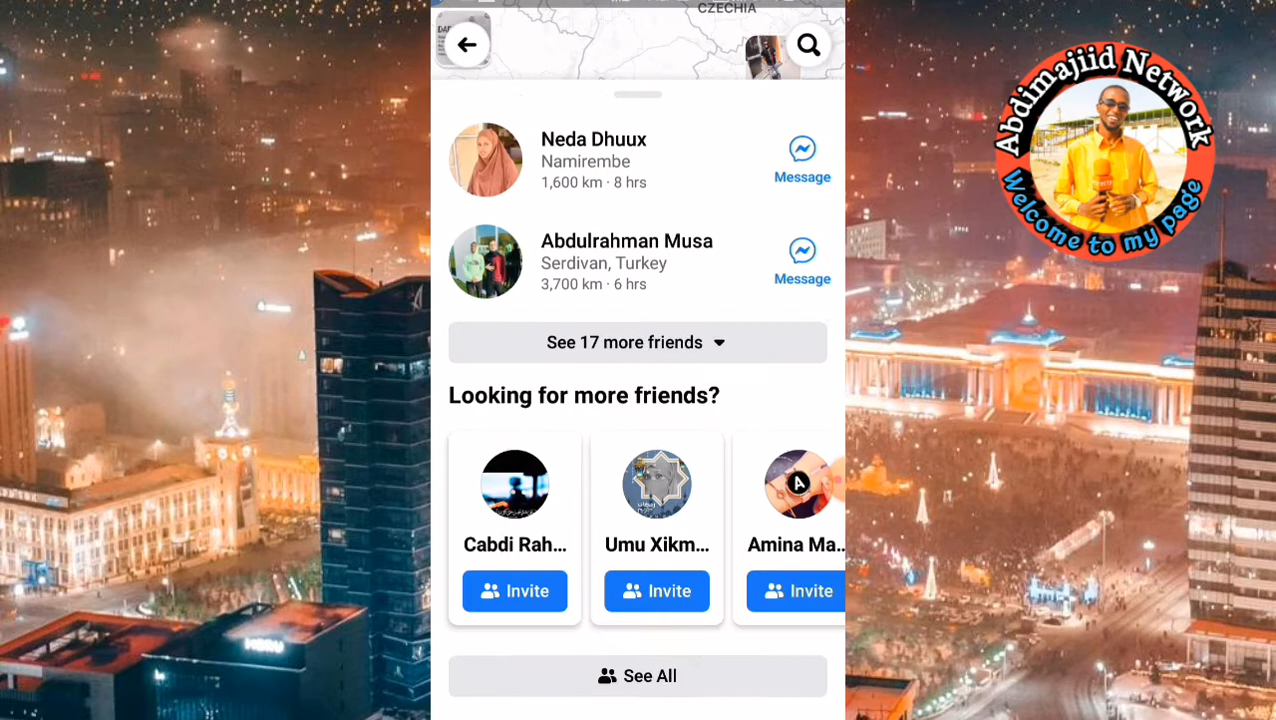 CZECHIA
Neda Dhuux
Namirembe
1,600 km · 8 hrs
Message
Abdulrahman Musa
Serdivan, Turkey
3,700 km · 6 hrs
Message
See 17 more friends
Looking for more friends?
Cabdi Rah...
Umu Xikm...
Amina Ma...
Invite
Invite
Invite
See All
Abdimajiid Network
Welcome to my page
A